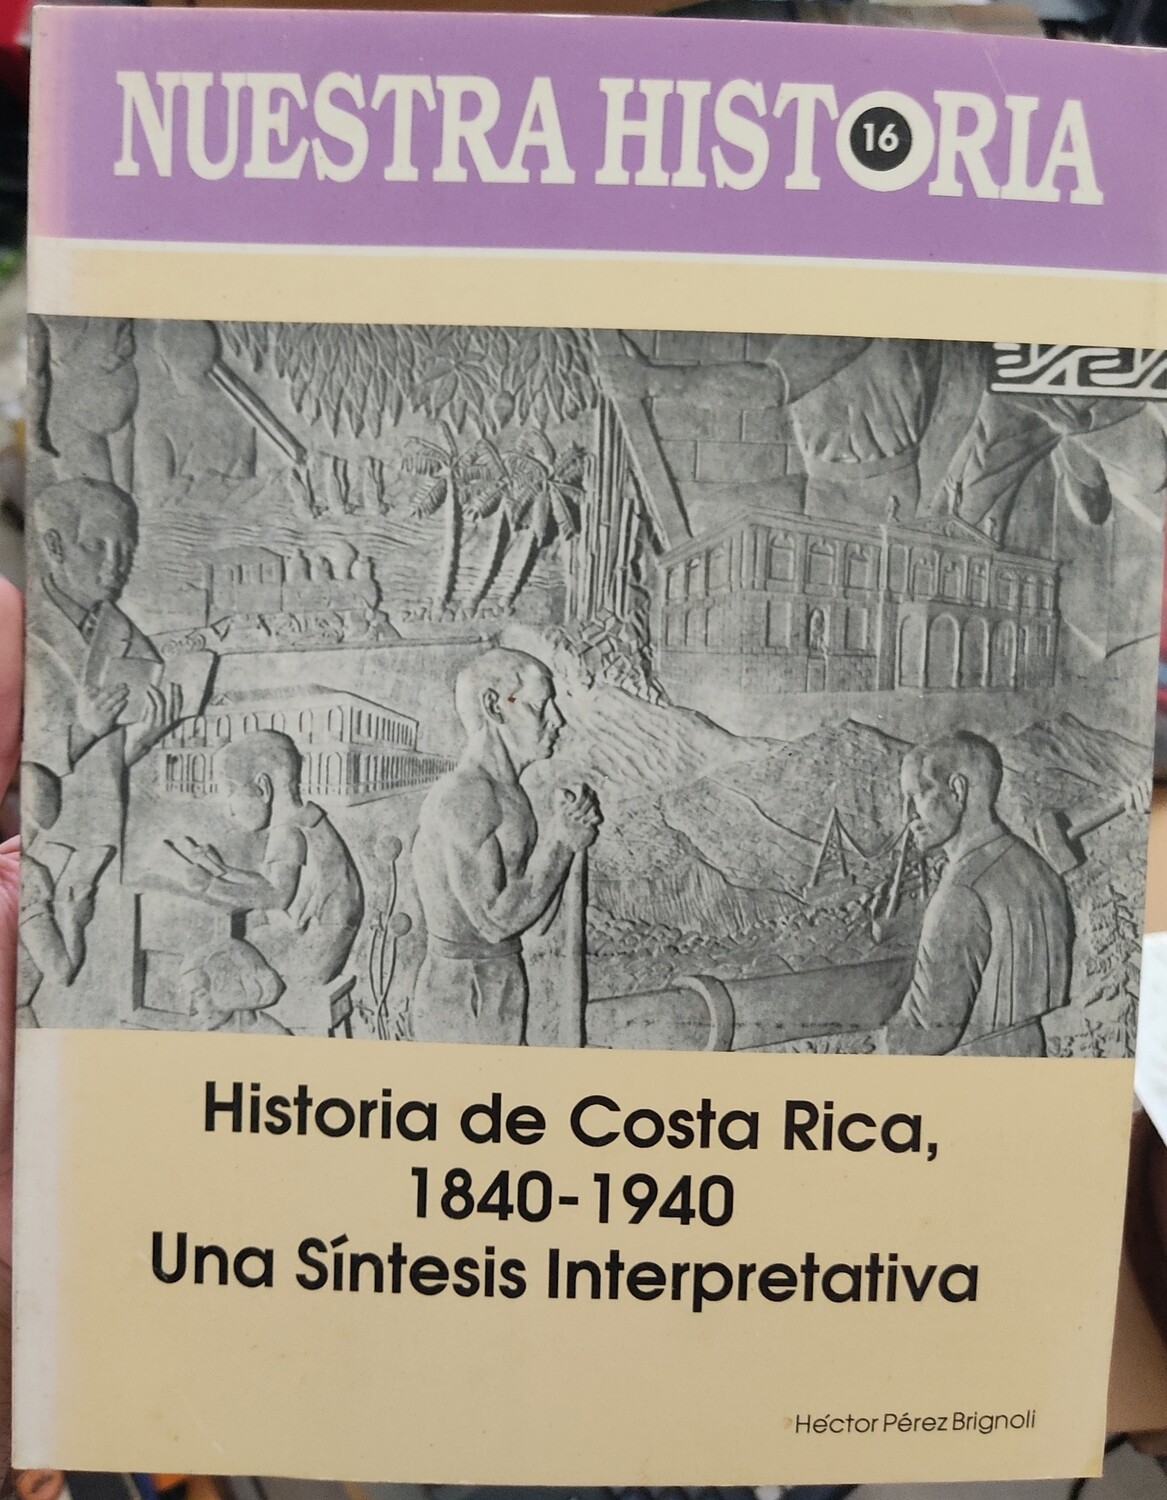 NUESTRA HISTORIA
16
Historia de Costa Rica,
1840-1940
Una Síntesis Interpretativa
Héctor Pérez Brignoli